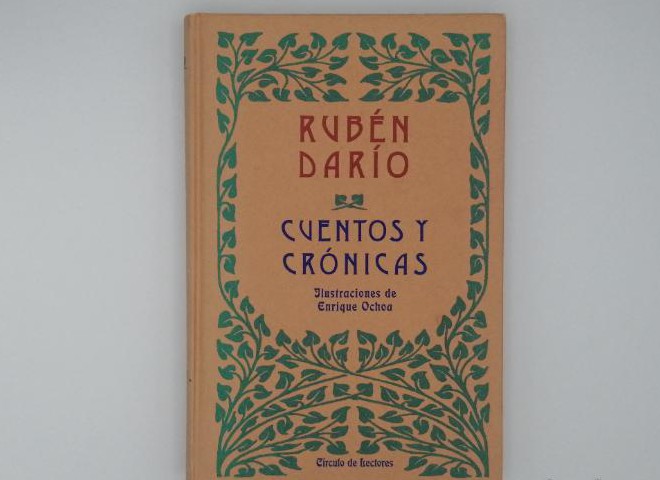 RUBÉN
DARÍO
CUENTOS Y
CRÓNICAS
Ilustraciones de
Enrique Ochoa
Círculo de Lectores